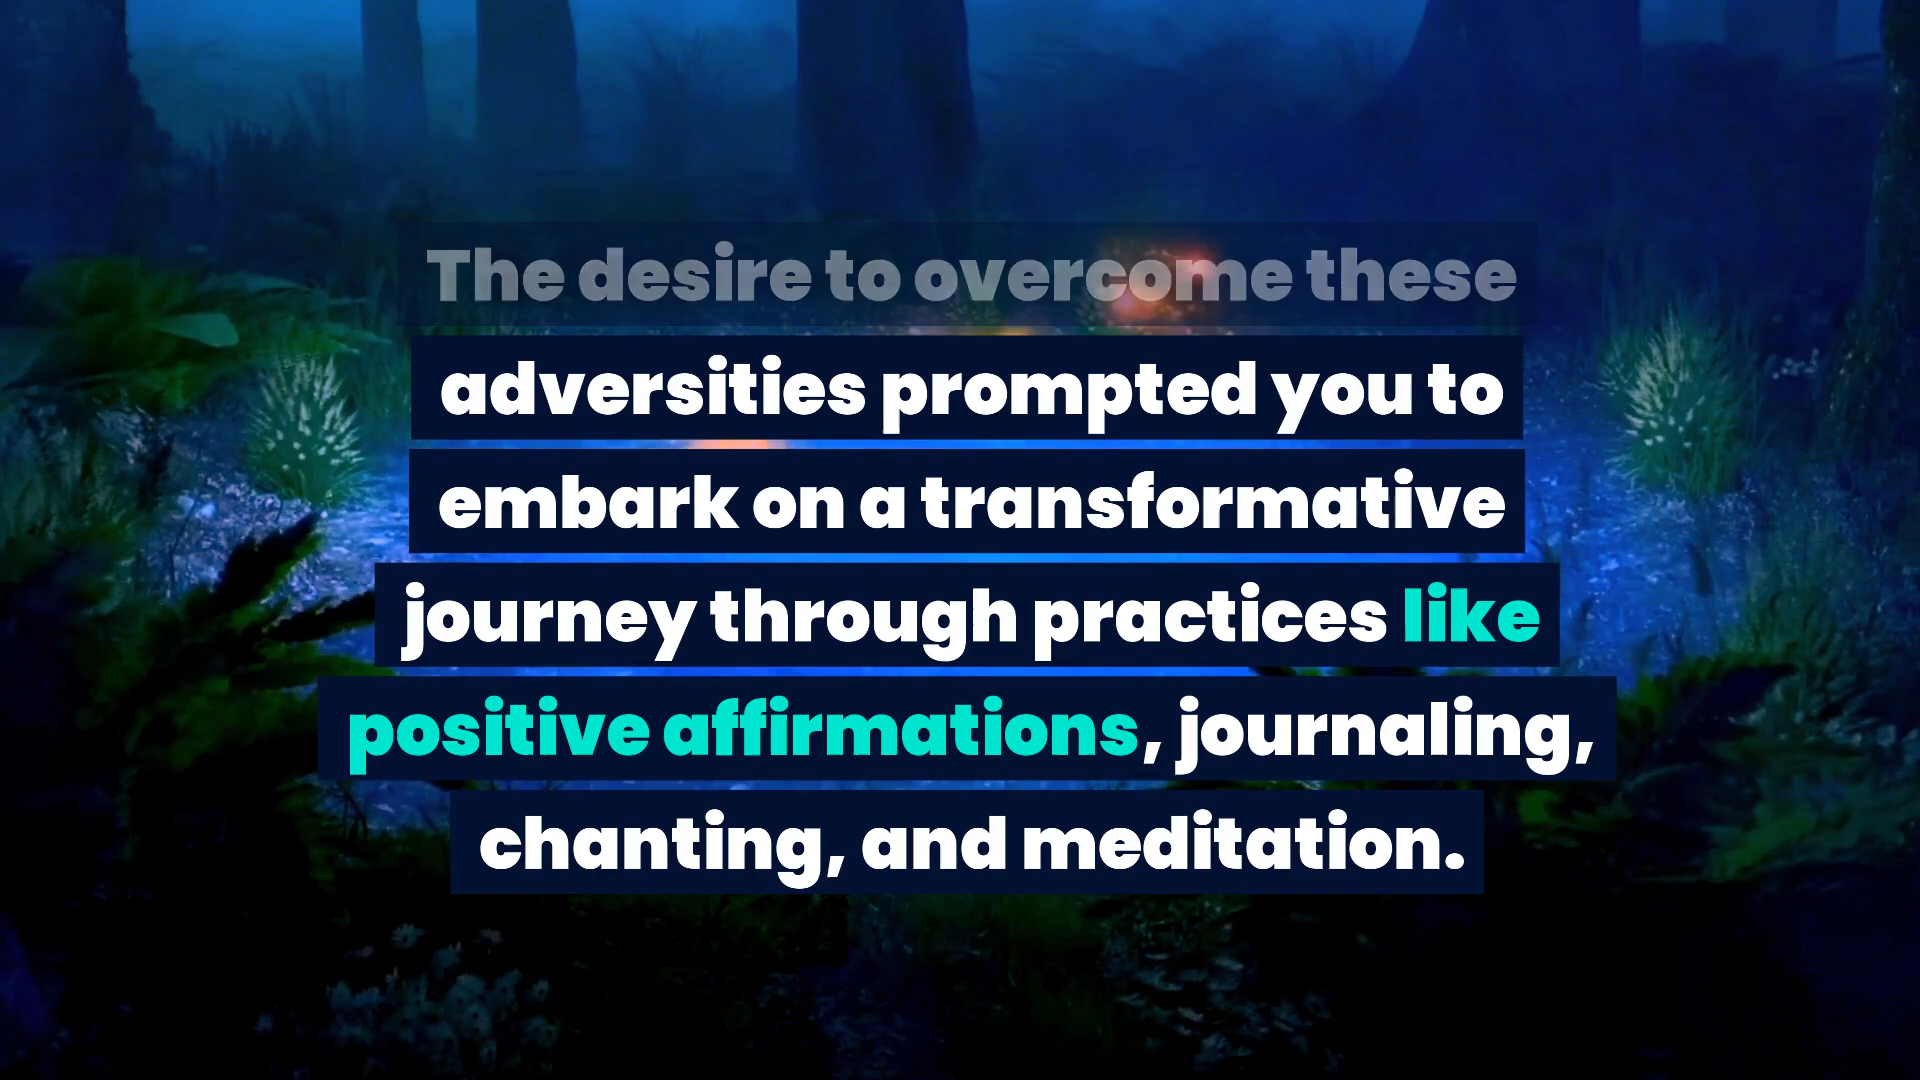 The desire to overcome these
adversities prompted you to
embark on a transformative
journey through practices like
positive affirmations, journaling,
chanting, and meditation.